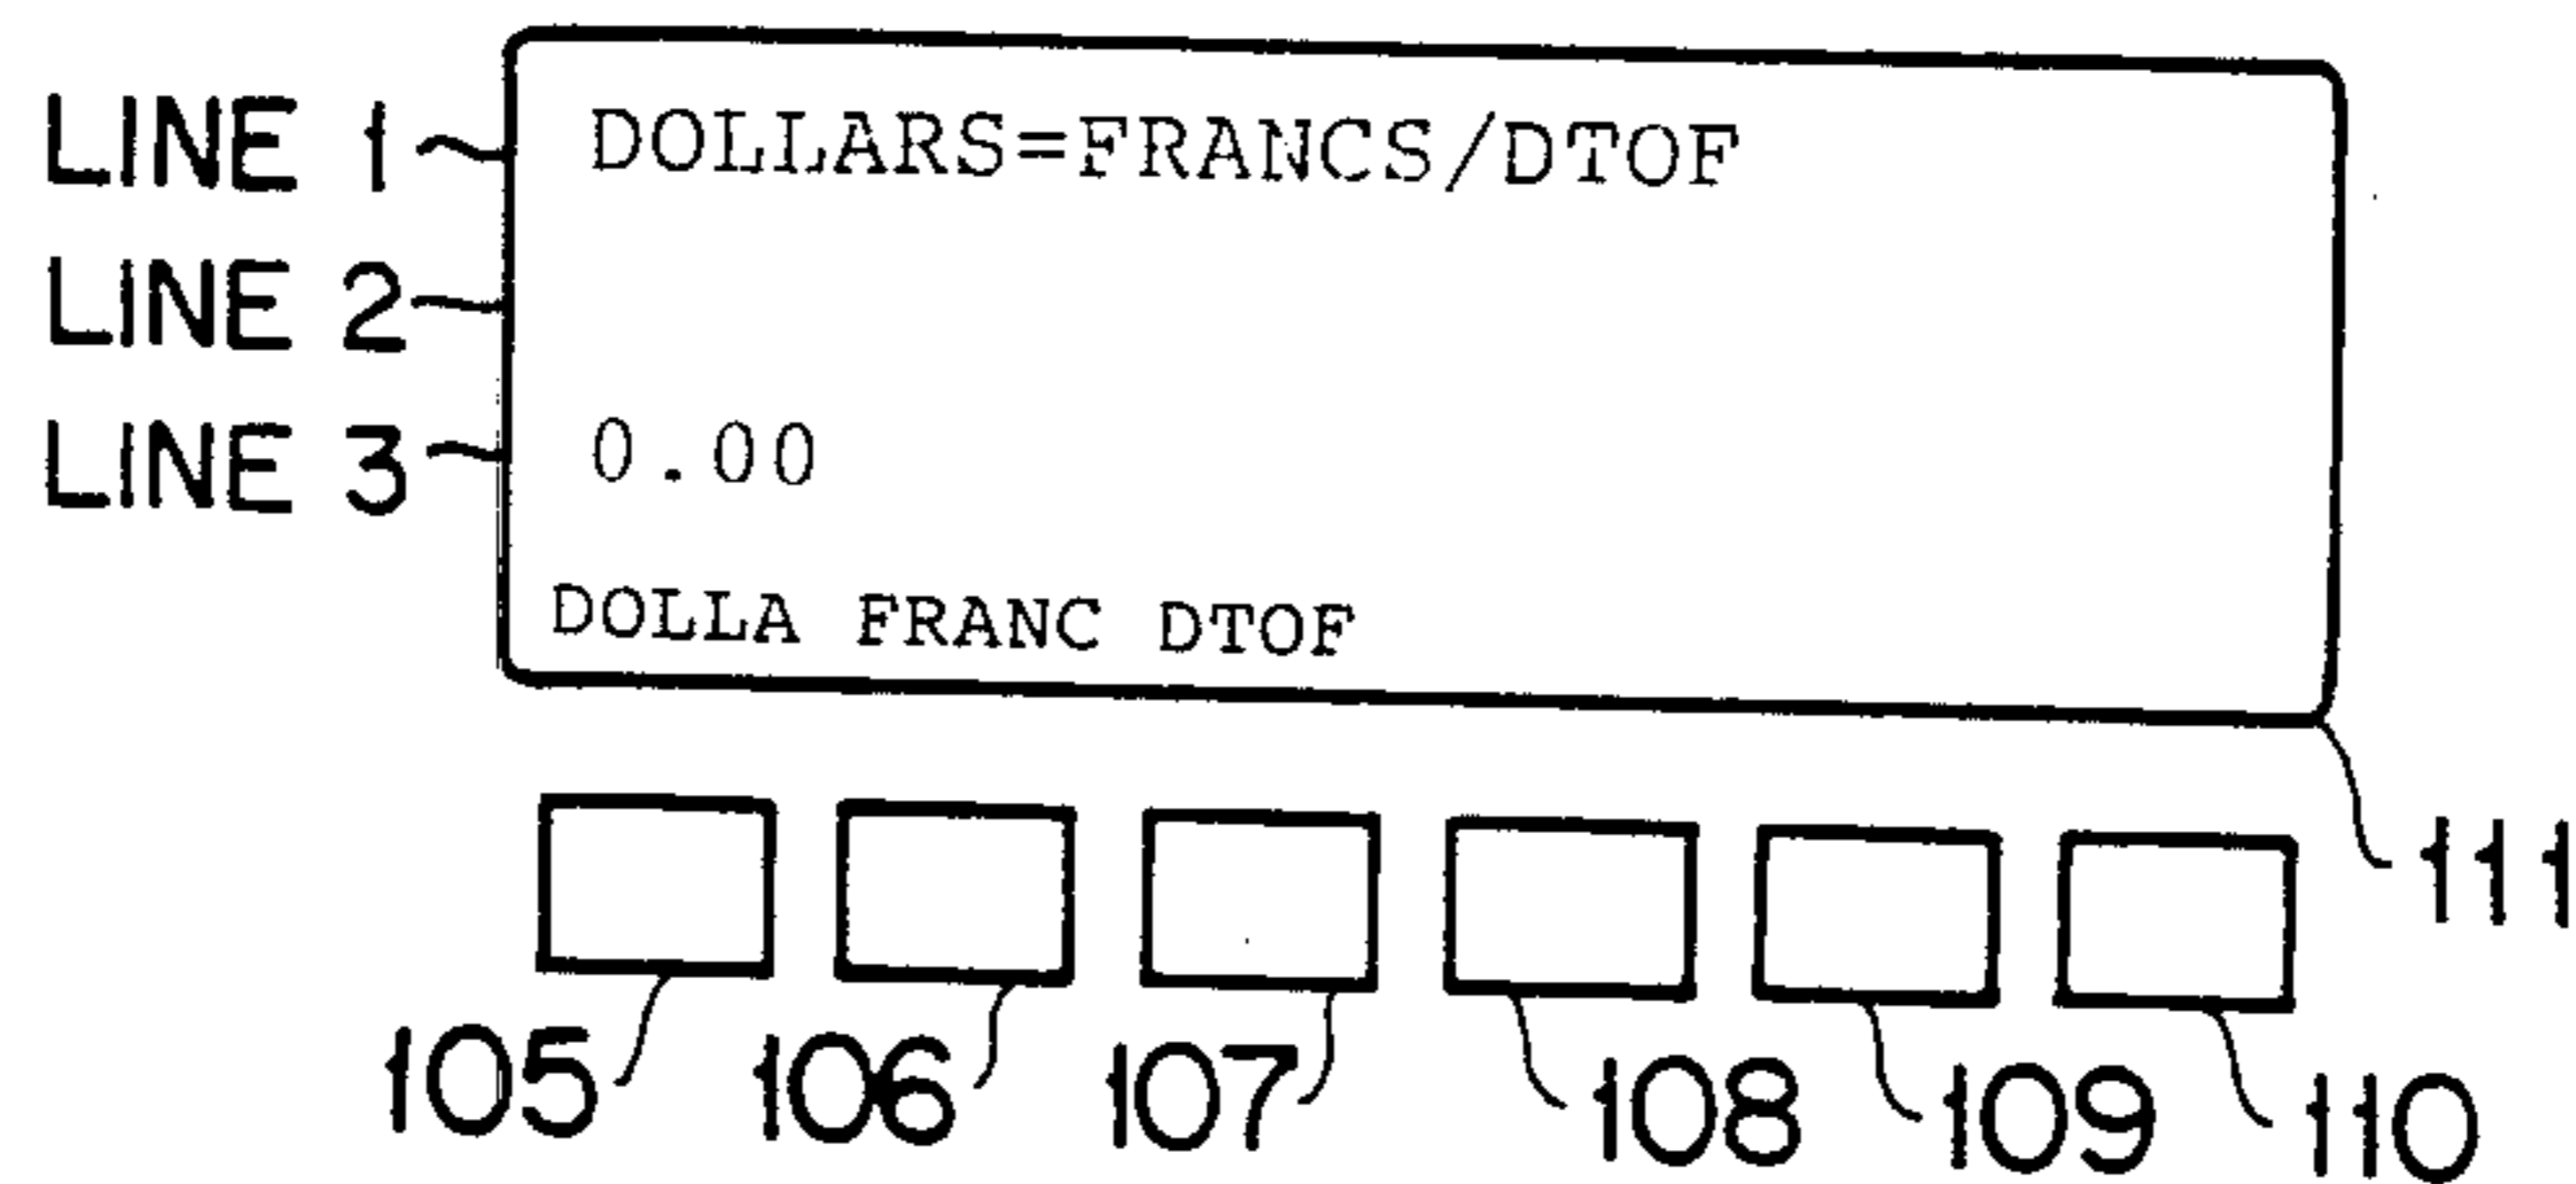 LINE 1 DOLLARS=FRANCS/DTOF
LINE 2
LINE 3 0.00
DOLLA FRANC DTOF
111
105 106 107 108 109 110